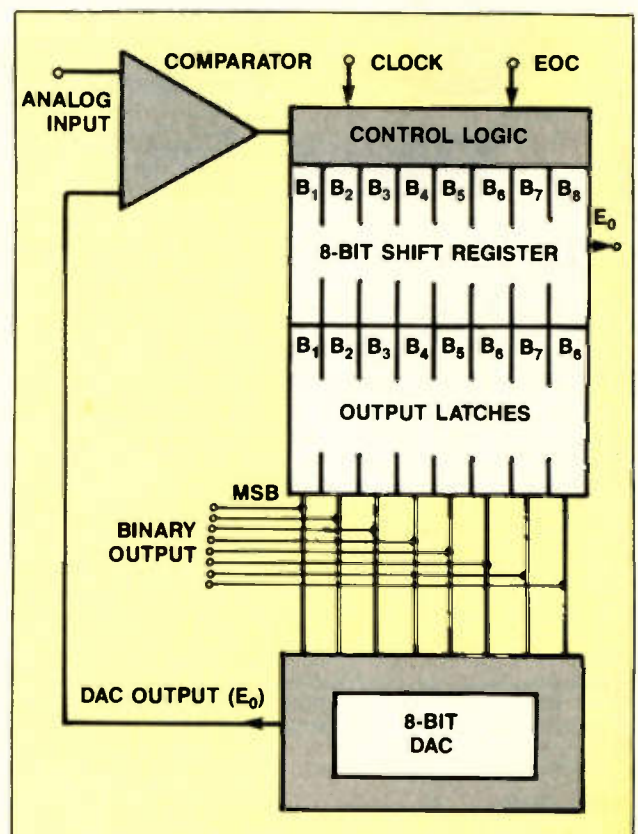 COMPARATOR
CLOCK
EOC
ANALOG
INPUT
CONTROL LOGIC
B1 B2 B3 B4 B5 B6 B7 B8
E0
8-BIT SHIFT REGISTER
B1 B2 B3 B4 B5 B6 B7 B6
OUTPUT LATCHES
MSB
BINARY
OUTPUT
DAC OUTPUT (E0)
8-BIT
DAC